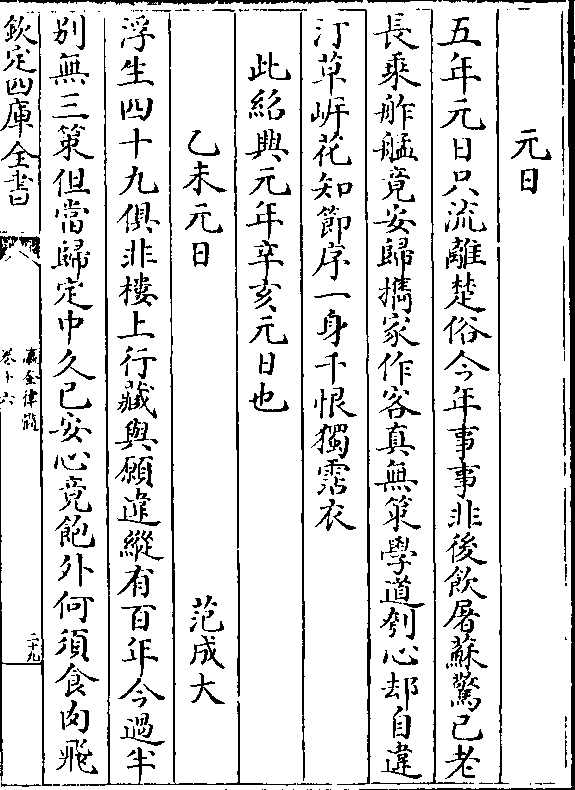 元日
五年元日只流離楚俗今年事事非後飲屠蘇驚已老
長乘舴艋竟安歸擕家作客真無策學道刳心却自違
汀草㟁花知節序一身千恨獨霑衣
此紹興元年辛亥元日也
乙未元日　范成大
浮生四十九俱非樓上行藏與願違縱有百年今過半
别無三策但當歸定中久已安心竟飽外何須食肉飛
欽定四庫全書
瀛奎律髓
卷十六
二十九